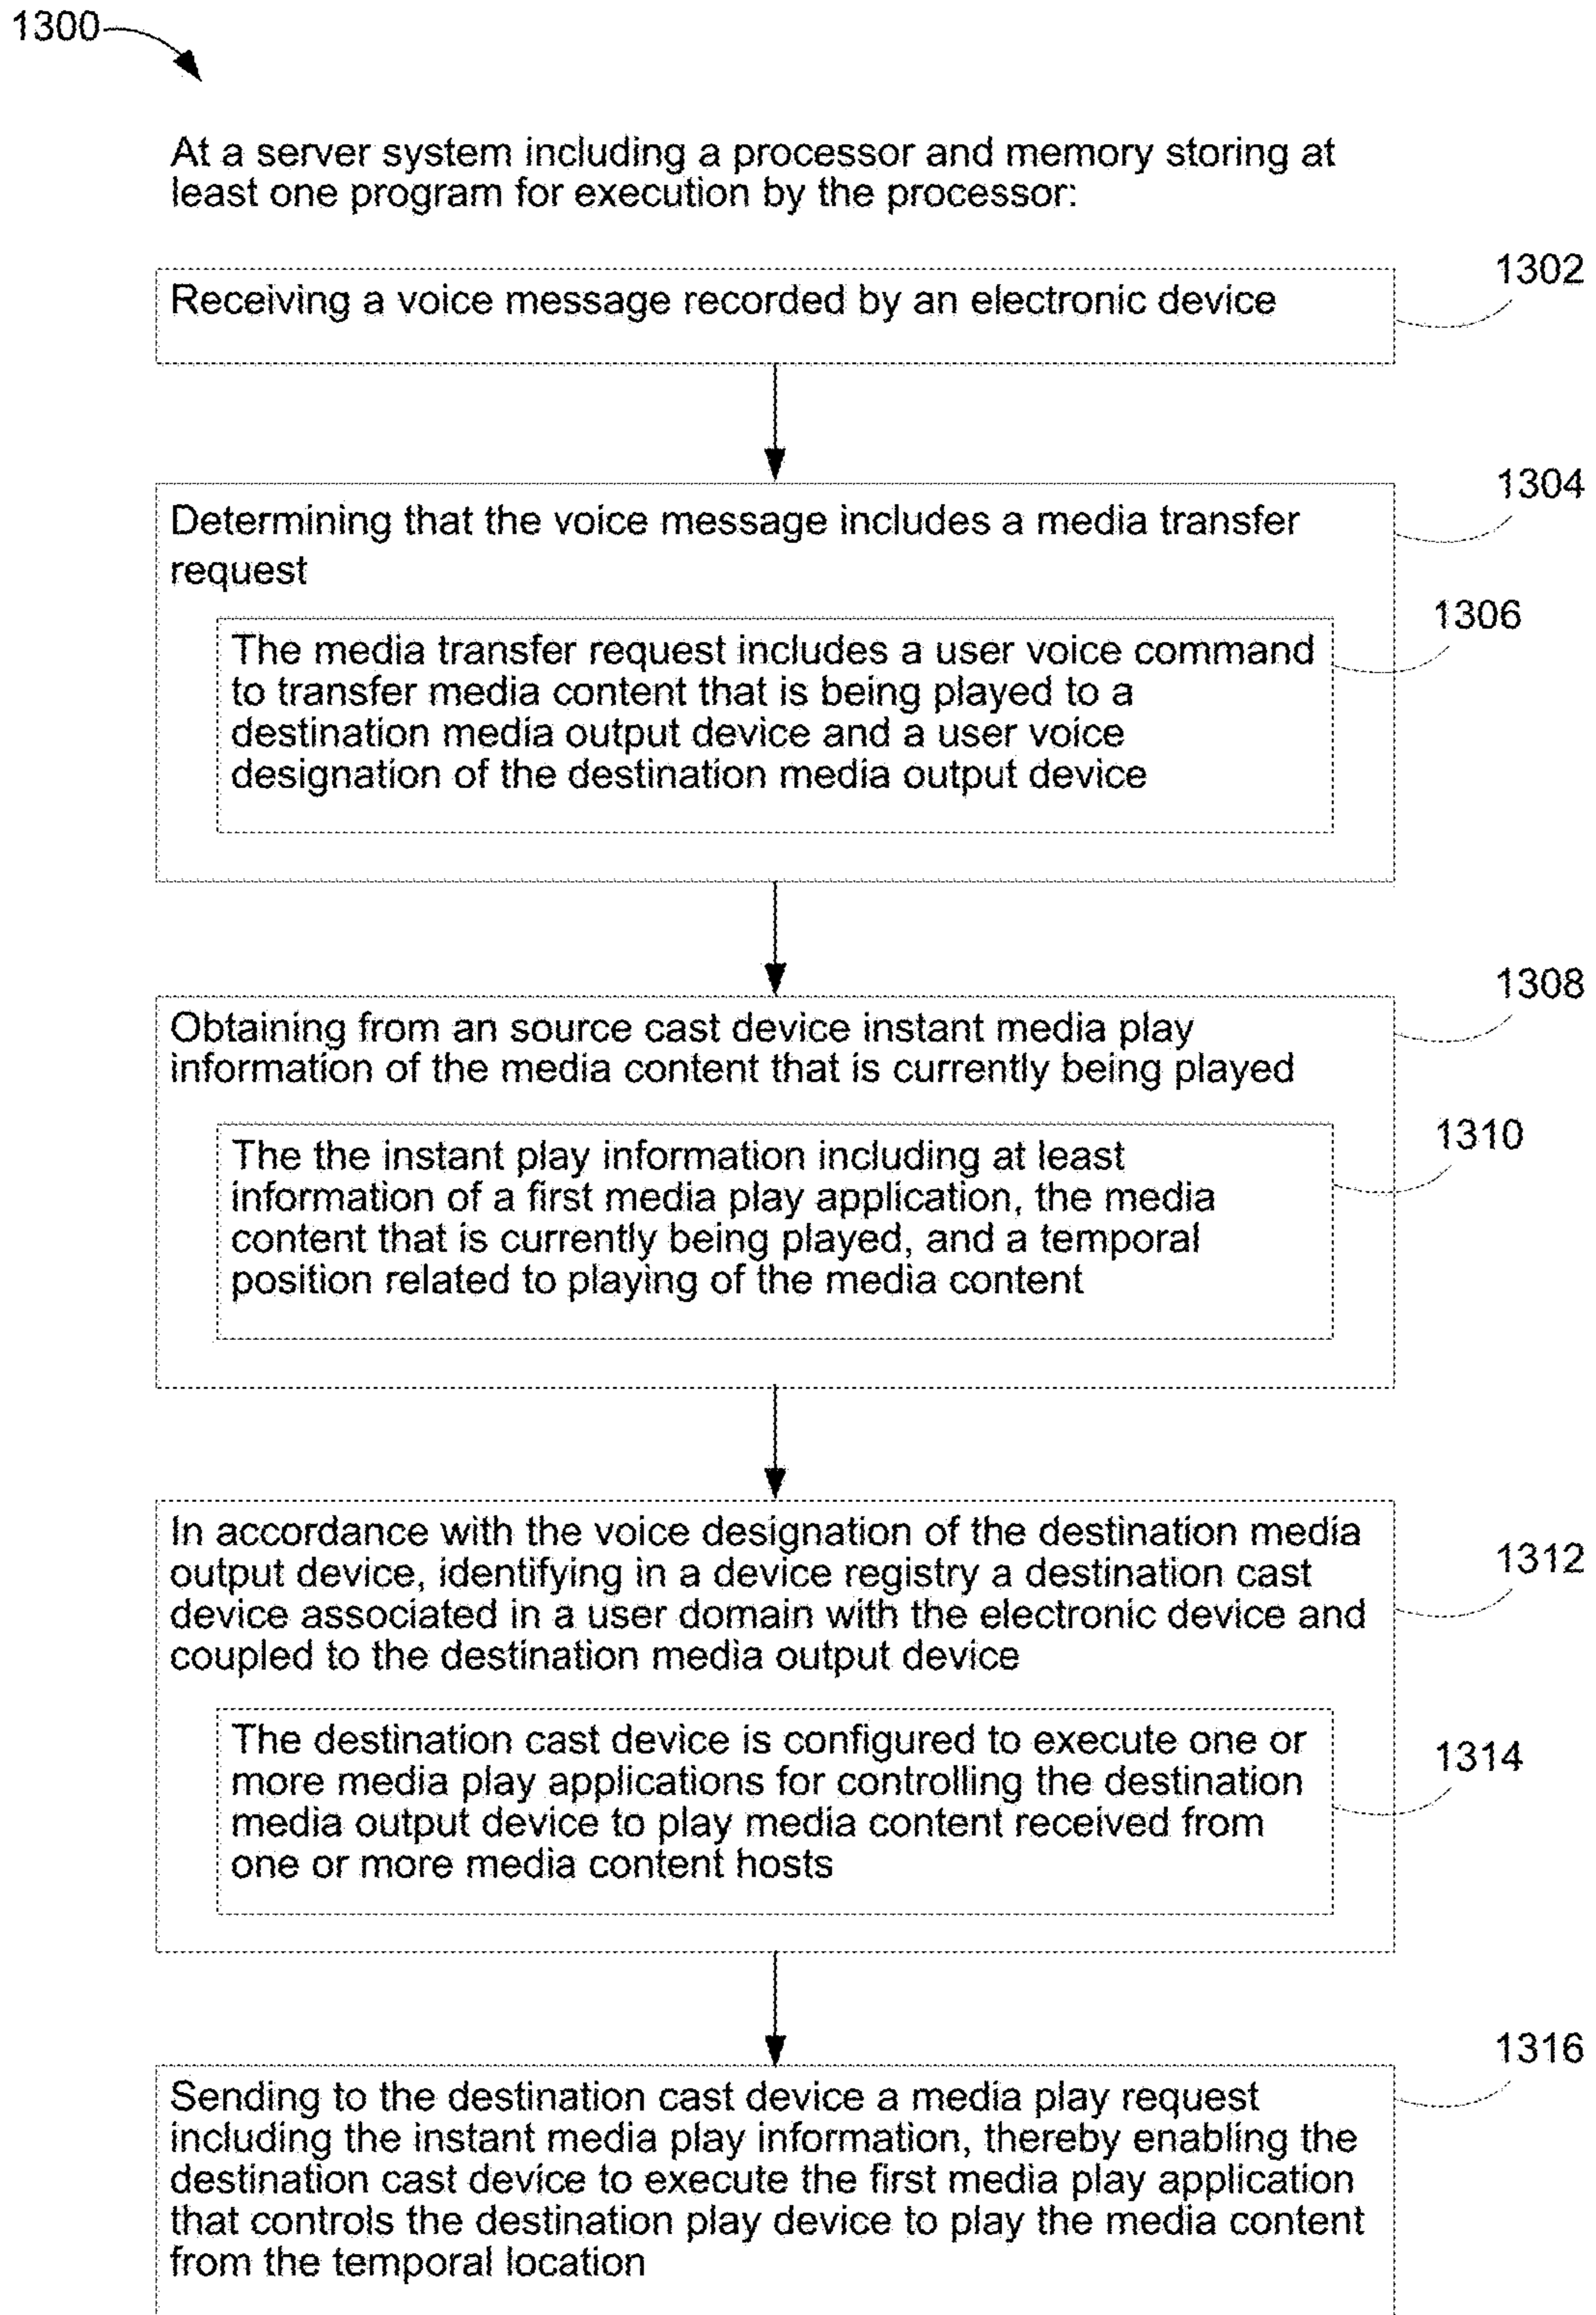 1300
At a server system including a processor and memory storing at
least one program for execution by the processor:
1302
Receiving a voice message recorded by an electronic device
1304
Determining that the voice message includes a media transfer
request
1306
The media transfer request includes a user voice command
to transfer media content that is being played to a
destination media output device and a user voice
designation of the destination media output device
1308
Obtaining from an source cast device instant media play
information of the media content that is currently being played
1310
The the instant play information including at least
information of a first media play application, the media
content that is currently being played, and a temporal
position related to playing of the media content
1312
In accordance with the voice designation of the destination media
output device, identifying in a device registry a destination cast
device associated in a user domain with the electronic device and
coupled to the destination media output device
1314
The destination cast device is configured to execute one or
more media play applications for controlling the destination
media output device to play media content received from
one or more media content hosts
1316
Sending to the destination cast device a media play request
including the instant media play information, thereby enabling the
destination cast device to execute the first media play application
that controls the destination play device to play the media content
from the temporal location